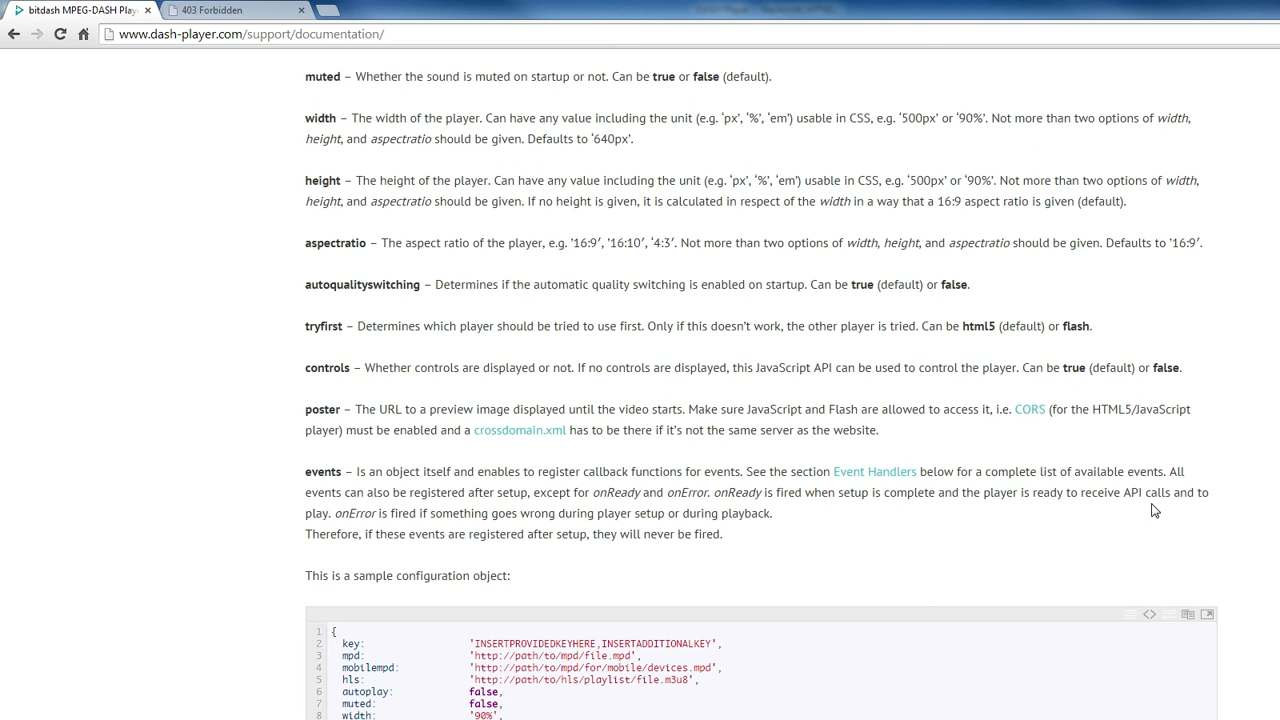 bitdash MPEG-DASH Play
403 Forbidden
www.dash-player.com/support/documentation/
muted – Whether the sound is muted on startup or not. Can be true or false (default).
width – The width of the player. Can have any value including the unit (e.g. ‘px’, ‘%’, ‘em’) usable in CSS, e.g. ‘500px’ or ‘90%’. Not more than two options of width,
height, and aspectratio should be given. Defaults to ‘640px’.
height – The height of the player. Can have any value including the unit (e.g. ‘px’, ‘%’, ‘em’) usable in CSS, e.g. ‘500px’ or ‘90%’. Not more than two options of width,
height, and aspectratio should be given. If no height is given, it is calculated in respect of the width in a way that a 16:9 aspect ratio is given (default).
aspectratio – The aspect ratio of the player, e.g. ’16:9′, ’16:10′, ‘4:3′. Not more than two options of width, height, and aspectratio should be given. Defaults to ’16:9′.
autoqualityswitching – Determines if the automatic quality switching is enabled on startup. Can be true (default) or false.
tryfirst – Determines which player should be tried to use first. Only if this doesn’t work, the other player is tried. Can be html5 (default) or flash.
controls – Whether controls are displayed or not. If no controls are displayed, this JavaScript API can be used to control the player. Can be true (default) or false.
poster – The URL to a preview image displayed until the video starts. Make sure JavaScript and Flash are allowed to access it, i.e. CORS (for the HTML5/JavaScript
player) must be enabled and a crossdomain.xml has to be there if it’s not the same server as the website.
events – Is an object itself and enables to register callback functions for events. See the section Event Handlers below for a complete list of available events. All
events can also be registered after setup, except for onReady and onError. onReady is fired when setup is complete and the player is ready to receive API calls and to
play. onError is fired if something goes wrong during player setup or during playback.
Therefore, if these events are registered after setup, they will never be fired.
This is a sample configuration object:
1 {
2 key: 'INSERTPROVIDEDKEYHERE,INSERTADDITIONALKEY',
3 mpd: 'http://path/to/mpd/file.mpd',
4 mobilempd: 'http://path/to/mpd/for/mobile/devices.mpd',
5 hls: 'http://path/to/hls/playlist/file.m3u8',
6 autoplay: false,
7 muted: false,
8 width: '90%',